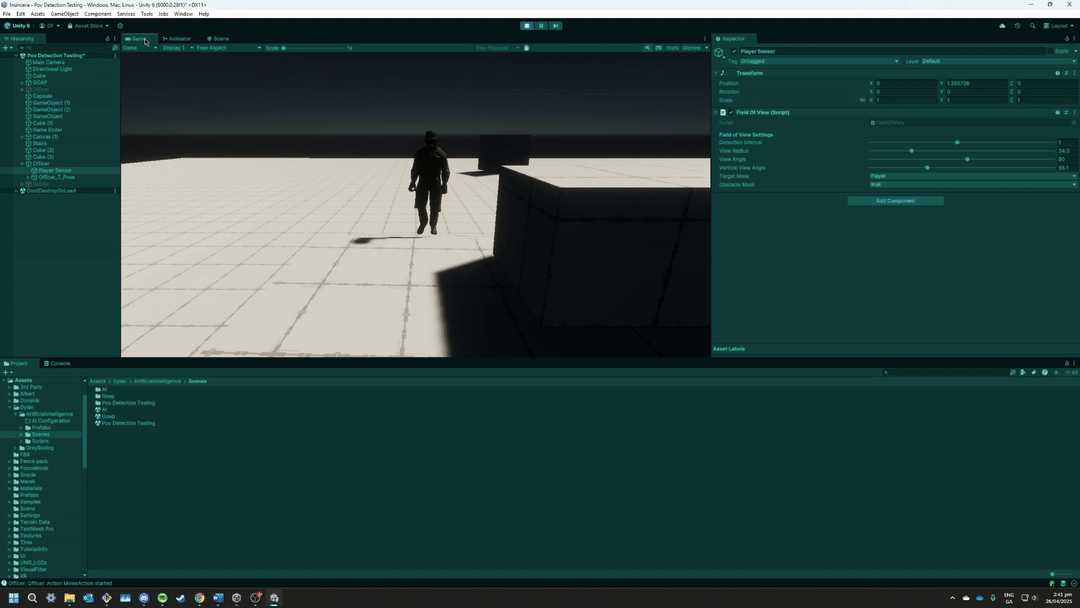 Insincera - Pov Detection Testing - Windows, Mac, Linux - Unity 6 (6000.0.28f1)* <DX11>
File Edit Assets GameObject Component Services Tools Jobs Window Help
Unity 6 DF Asset Store Layout
Hierarchy
All
Pov Detection Testing*
Main Camera
Directional Light
Cube
GOAP
Officer
Capsule
GameObject (1)
GameObject (2)
GameObject
Cube (1)
Game Ender
Canvas (1)
Stairs
Cube (2)
Cube (3)
Officer
Player Sensor
Officer_T_Pose
DontDestroyOnLoad
Game Animator Scene
Game Display 1 Free Aspect Scale 1x Play Focused Stats Gizmos
Inspector
Player Sensor Static
Tag Untagged Layer Default
Transform
Position X 0 Y 1.355726 Z 0
Rotation X 0 Y 0 Z 0
Scale X 1 Y 1 Z 1
Field Of View (Script)
Script FieldOfView
Field of View Settings
Detection Interval 1
View Radius 34.9
View Angle 60
Vertical View Angle 58.1
Target Mask Player
Obstacle Mask Wall
Add Component
Asset Labels
Project Console
Assets
3rd Party
Albert
Dominik
Dylan
ArtificialIntelligence
AI Configuration
Prefabs
Scenes
Scripts
GreyBoxing
FBX
Fence pack
FocusMode
Gracie
Marek
Materials
Prefabs
Samples
Scene
Settings
Terrain Data
TextMesh Pro
Textures
Tires
TutorialInfo
UI
UMS_LODs
VisualFilter
XR
Assets > Dylan > ArtificialIntelligence > Scenes
AI
Goap
Pov Detection Testing
AI
Goap
Pov Detection Testing
Officer: Officer: Action MeleeAction started
ENG
GA
2:41 pm
26/04/2025